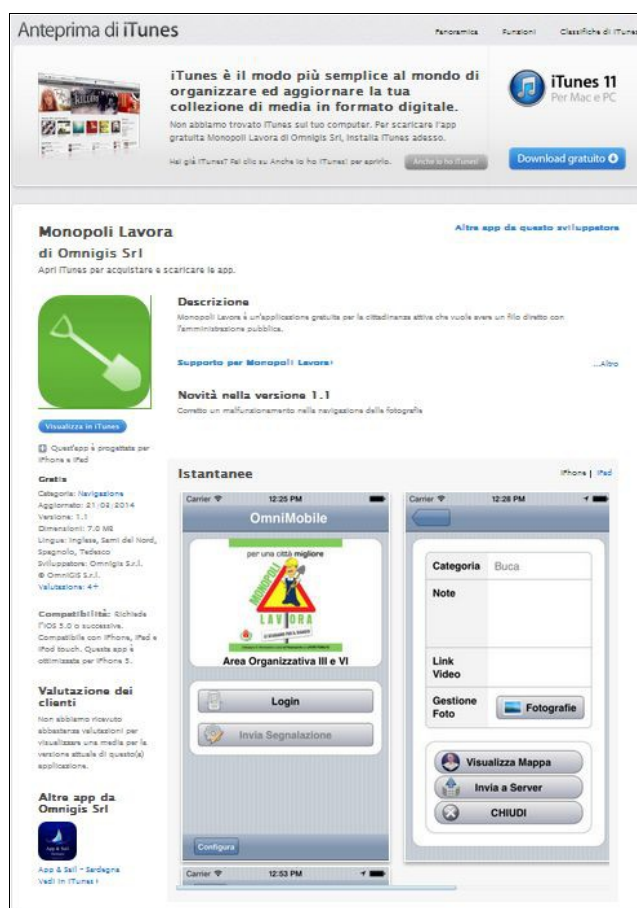 Anteprima di iTunes
Panoramica Funzioni Classifiche di iTunes
iTunes è il modo più semplice al mondo di
organizzare ed aggiornare la tua
collezione di media in formato digitale.
Non abbiamo trovato iTunes sul tuo computer. Per scaricare l'app
gratuita Monopoli Lavora di Omnigis Srl, installa iTunes adesso.
Hai già iTunes? Fai clic su Anche io ho iTunes! per aprirlo.
Anche io ho iTunes!
iTunes 11
Per Mac e PC
Download gratuito
Monopoli Lavora
di Omnigis Srl
Apri iTunes per acquistare e scaricare le app.
Altre app da questo sviluppatore
Descrizione
Monopoli Lavora è un'applicazione gratuita per la cittadinanza attiva che vuole avere un filo diretto con
l'amministrazione pubblica.
Supporto per Monopoli Lavora
...Altro
Novità nella versione 1.1
Corretto un malfunzionamento nella navigazione delle fotografie
Visualizza in iTunes
Quest'app è progettata per
iPhone e iPad
Gratis
Categoria: Navigazione
Aggiornato: 21/03/2014
Versione: 1.1
Dimensioni: 7.0 MB
Lingue: Inglese, Sami del Nord,
Spagnolo, Tedesco
Sviluppatore: Omnigis S.r.l.
© OmniGIS S.r.l.
Valutazione: 4+
Compatibilità: Richiede
l'iOS 5.0 o successive.
Compatibile con iPhone, iPad e
iPod touch. Questa app è
ottimizzata per iPhone 5.
Valutazione dei
clienti
Non abbiamo ricevuto
abbastanza valutazioni per
visualizzare una media per la
versione attuale di questo(a)
applicazione.
Altre app da
Omnigis Srl
App & Sail
App & Sail - Sardegna
Vedi in iTunes
Istantanee
iPhone | iPad
Carrier 12:25 PM
OmniMobile
per una città migliore
MONOPOLI
LAVORA
Area Organizzativa III e VI
Login
Invia Segnalazione
Configura
Carrier 12:28 PM
Categoria Buca
Note
Link
Video
Gestione
Foto
Fotografie
Visualizza Mappa
Invia a Server
CHIUDI
Carrier 12:53 PM